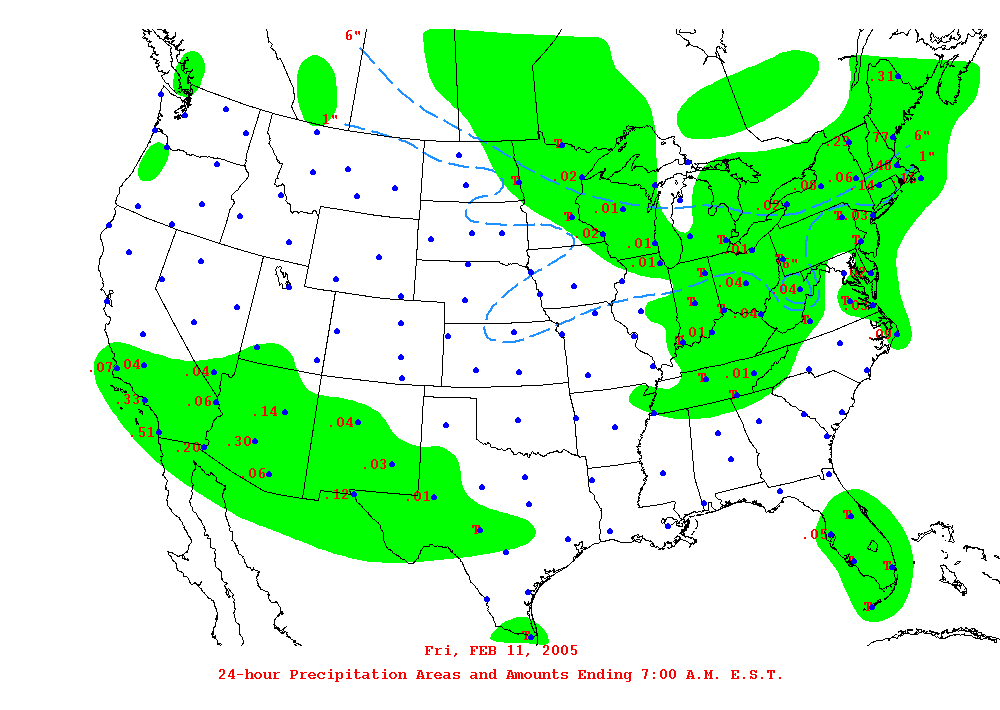 6"
.31
1"
.77 6"
.2
T
1"
.48
T .02 .08 .06 .14
.01 .02
T T .03
.02
.01 T .01 T
.01 T T 6"
.04 .04
T T .03
T .04 T
.01
T
.07 .04
.04 T .01
T
.33 .06
.14
.04
.51
.30
.20
.03
.06
.12 .01
T
T
.05
T T
T
T
Fri, FEB 11, 2005
24-hour Precipitation Areas and Amounts Ending 7:00 A.M. E.S.T.